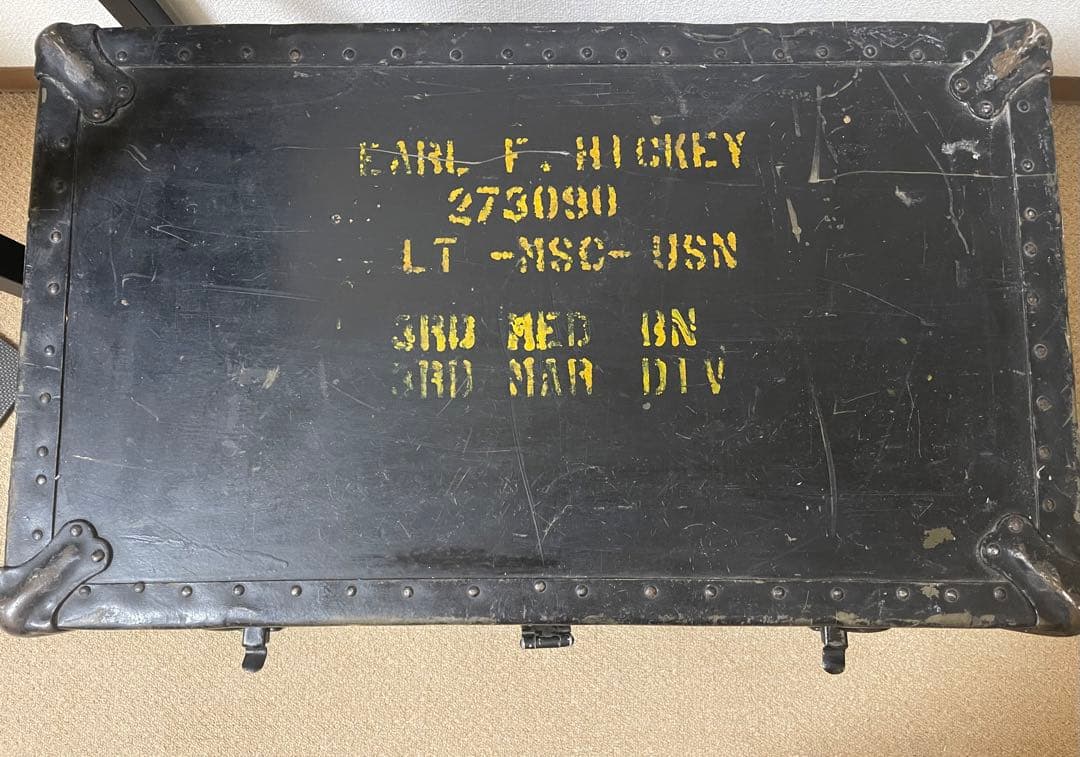 EARL F. HICKEY
273090
LT -MSC- USN
3RD MED BN
3RD MAR DIV